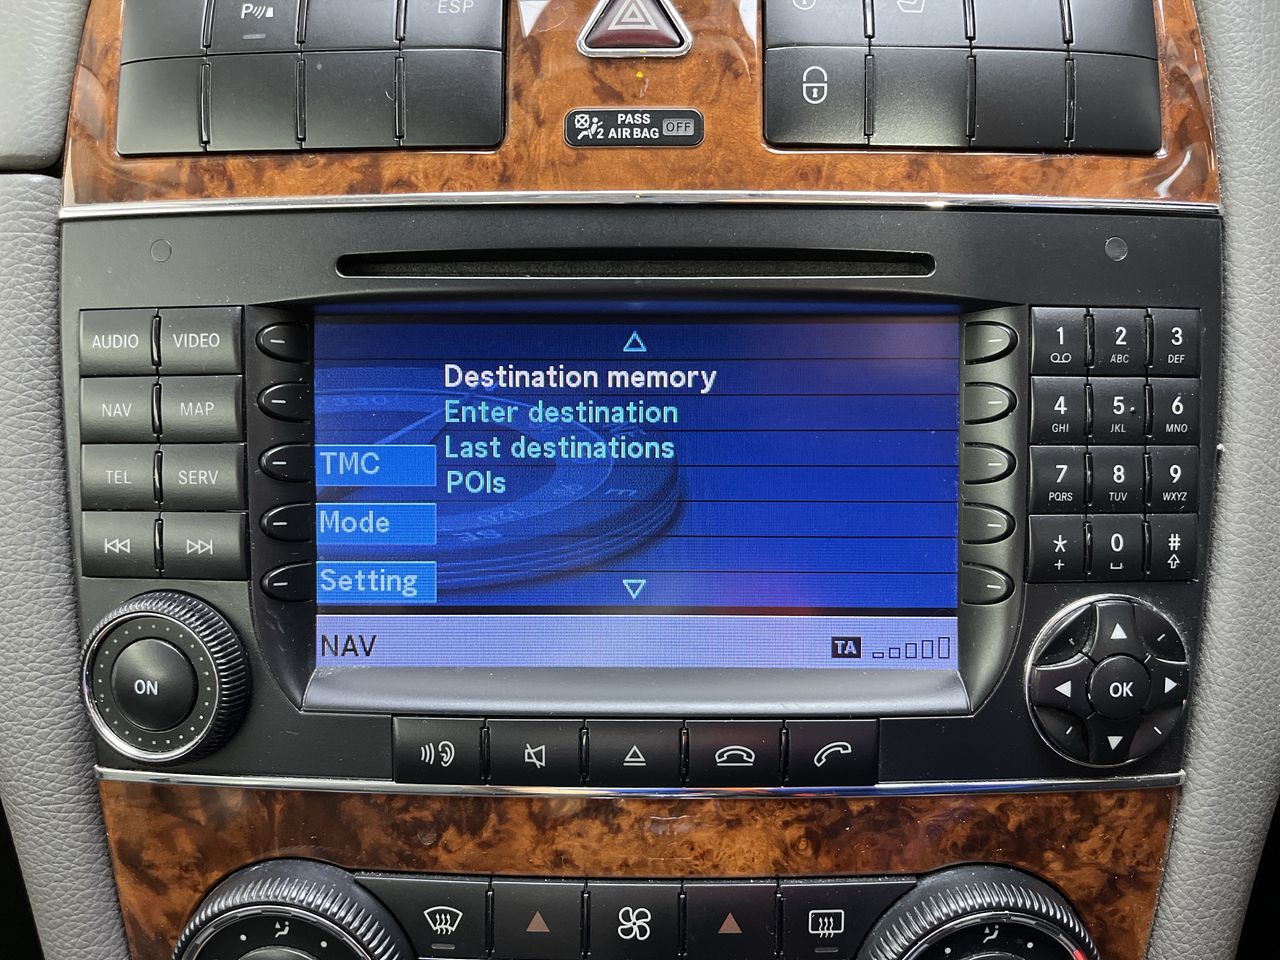 P
ESP
PASS
2 AIR BAG OFF
AUDIO VIDEO
NAV MAP
TEL SERV
ON
Destination memory
Enter destination
Last destinations
POIs
TMC
Mode
Setting
NAV
TA
1 2 3
ABC DEF
4 5 6
GHI JKL MNO
7 8 9
PQRS TUV WXYZ
* 0 #
+
OK